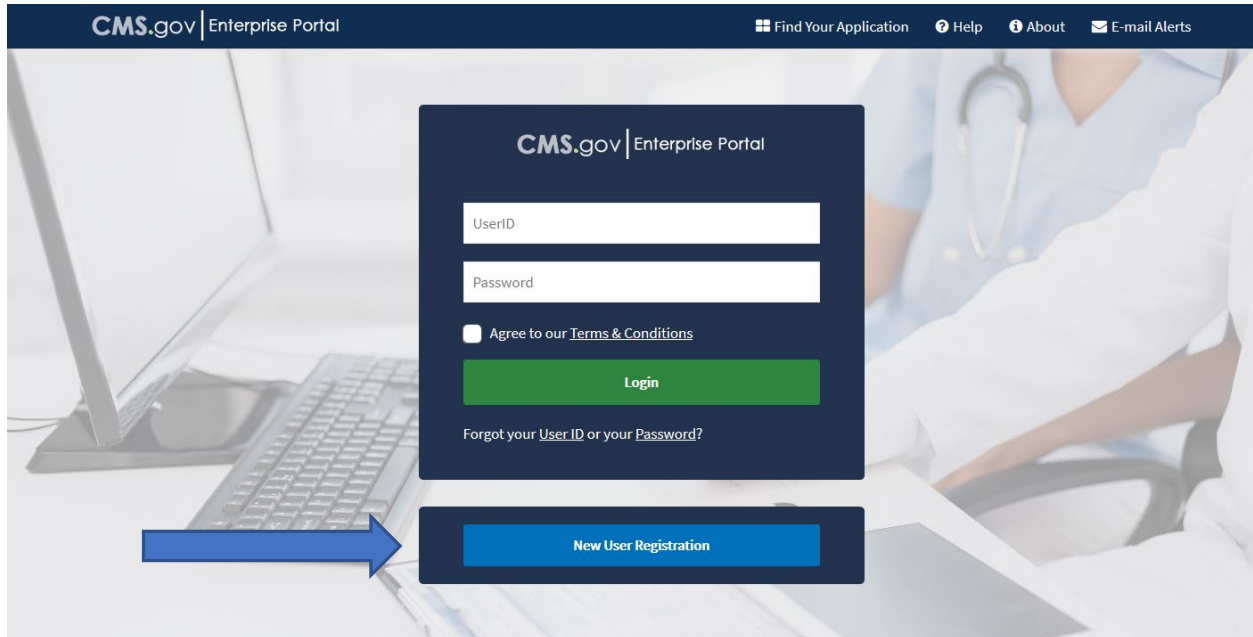 CMS.gov Enterprise Portal
Find Your Application Help About E-mail Alerts
CMS.gov Enterprise Portal
UserID
Password
Agree to our Terms & Conditions
Login
Forgot your User ID or your Password?
New User Registration